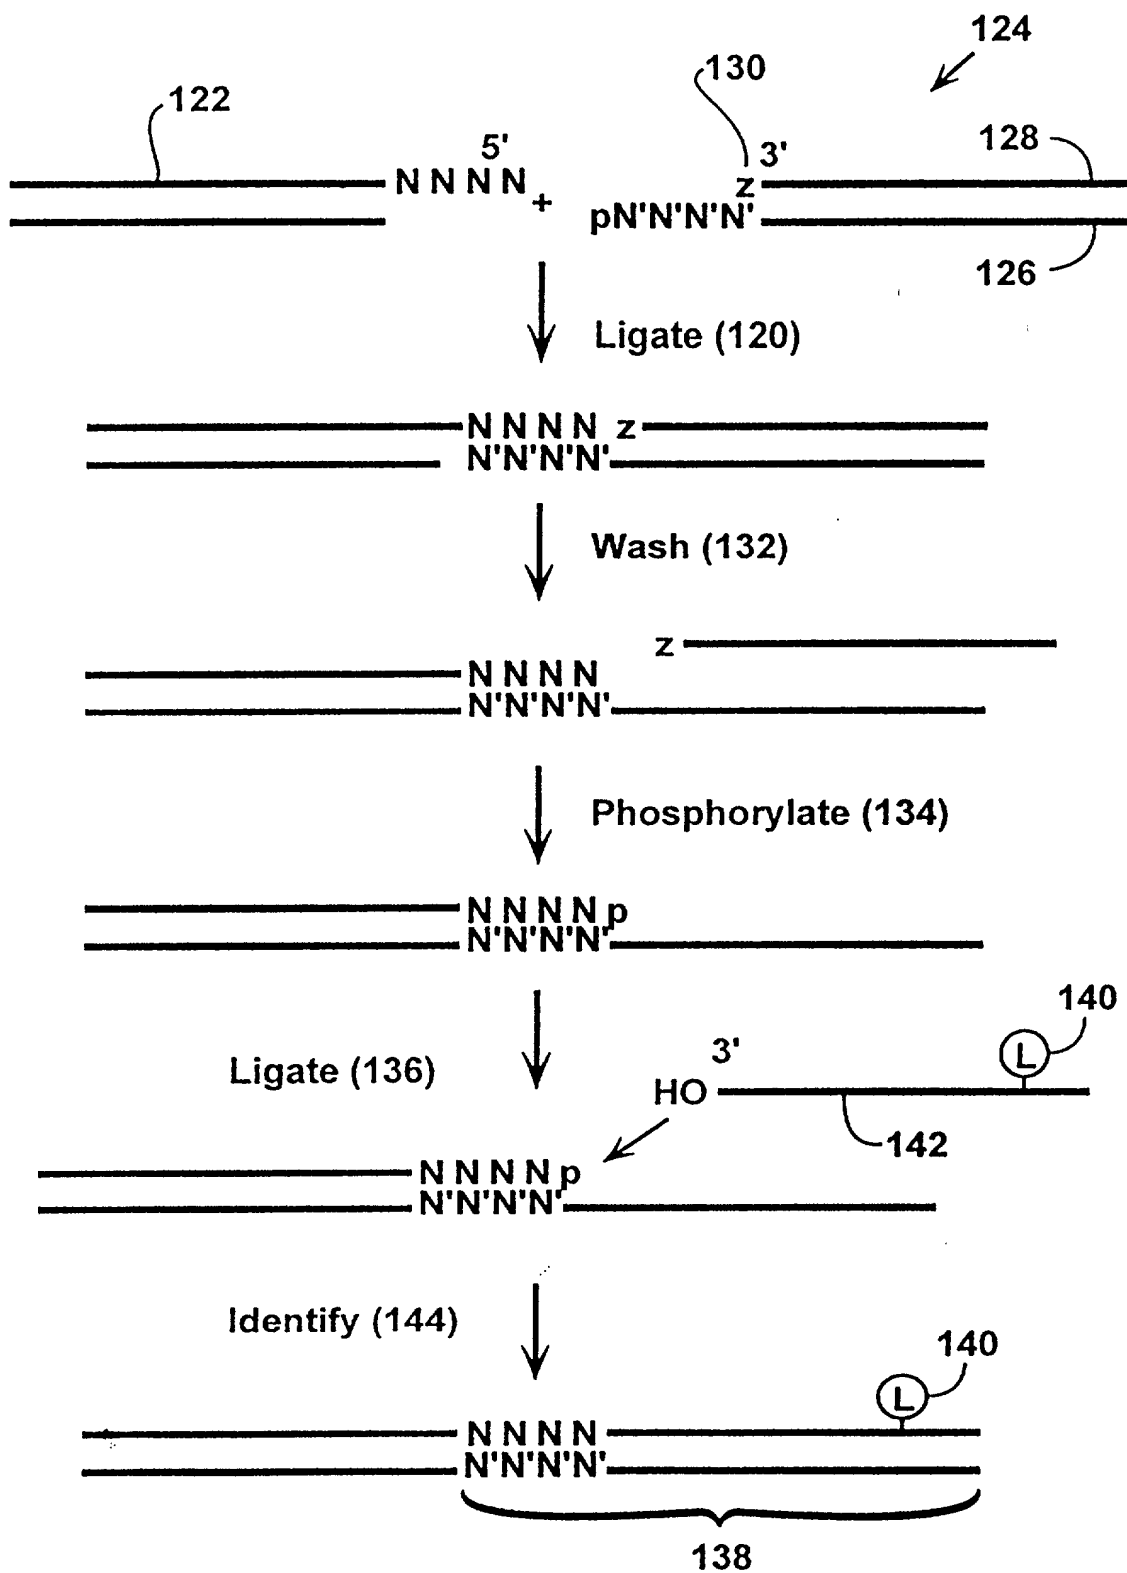 124
130
122
5'
3'
128
N N N N
+
z
pN'N'N'N'
126
Ligate (120)
N N N N z
N'N'N'N'
Wash (132)
z
N N N N
N'N'N'N'
Phosphorylate (134)
N N N N p
N'N'N'N'
140
3'
L
Ligate (136)
HO
142
N N N N p
N'N'N'N'
Identify (144)
140
L
N N N N
N'N'N'N'
138